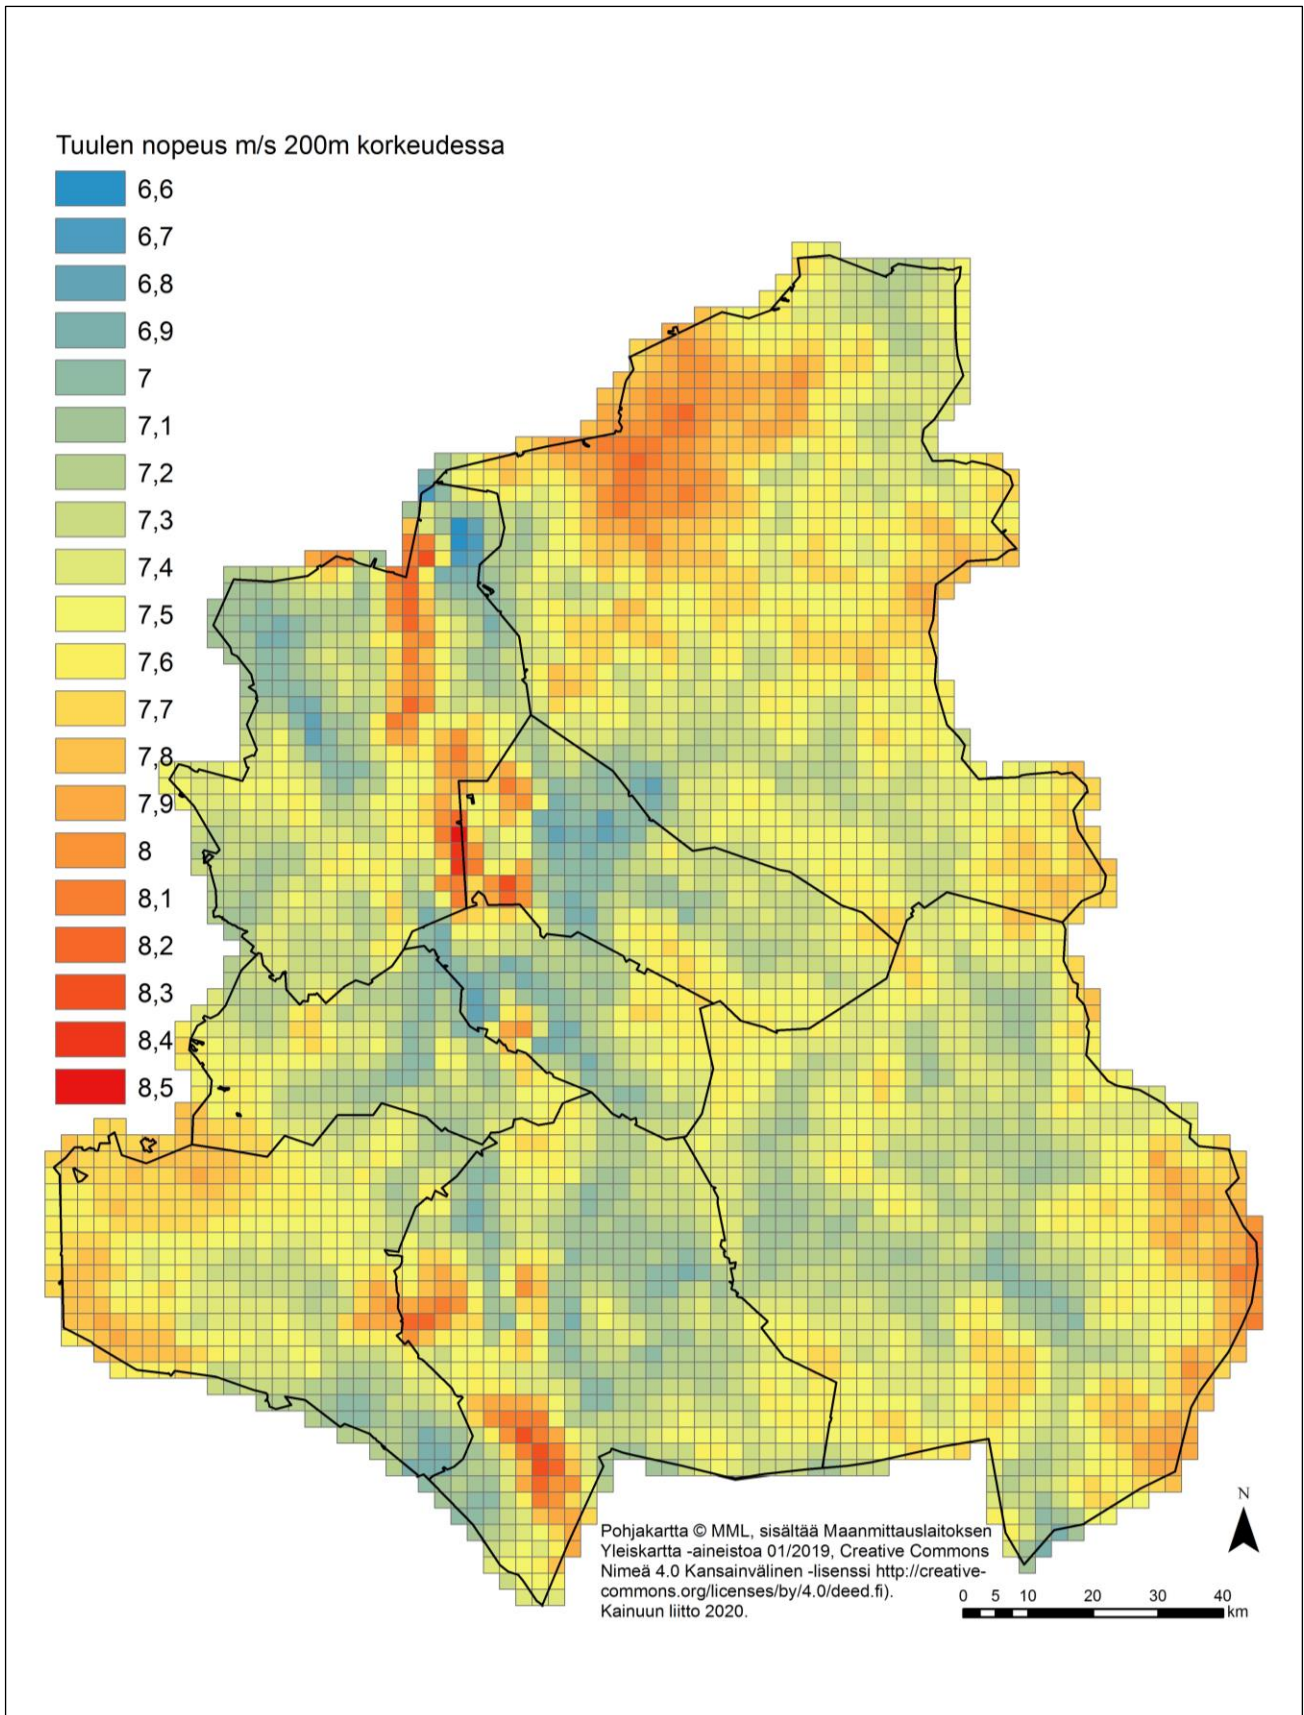 Tuulen nopeus m/s 200m korkeudessa
6,6
6,7
6,8
6,9
7
7,1
7,2
7,3
7,4
7,5
7,6
7,7
7,8
7,9
8
8,1
8,2
8,3
8,4
8,5
Pohjakartta © MML, sisältää Maanmittauslaitoksen
Yleiskartta -aineistoa 01/2019, Creative Commons
Nimeä 4.0 Kansainvälinen -lisenssi http://creative-
commons.org/licenses/by/4.0/deed.fi).
Kainuun liitto 2020.
N
0 5 10 20 30 40
km